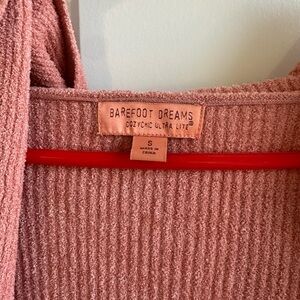 BAREFOOT DREAMS
COZYCHIC ULTRA LITE®
S
MADE IN
CHINA